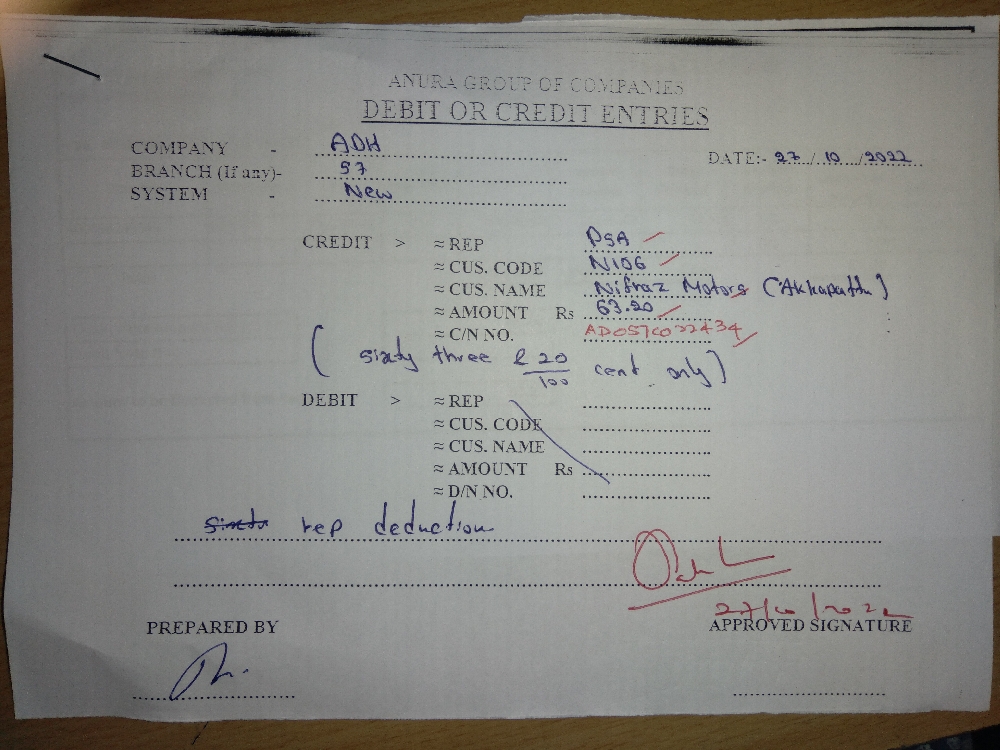 ANURA GROUP OF COMPANIES
DEBIT OR CREDIT ENTRIES
COMPANY - ADH
DATE:- 27 / 10 / 2022
BRANCH (If any)- 57
SYSTEM - New
CREDIT > ≈ REP PSA
≈ CUS. CODE N106
≈ CUS. NAME Nifraz Motors
≈ AMOUNT Rs 63.20
≈ C/N NO. AD057C022434
( sixty three & 20/100 cent only )
DEBIT > ≈ REP
≈ CUS. CODE
≈ CUS. NAME
≈ AMOUNT Rs
≈ D/N NO.
rep deduction
27/10/2022
PREPARED BY
APPROVED SIGNATURE